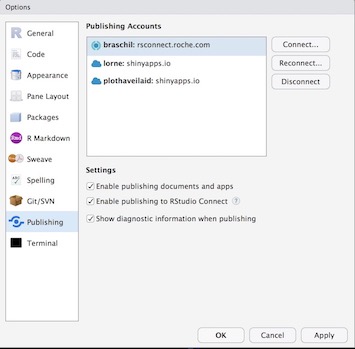 Options
General
Code
Appearance
Pane Layout
Packages
R Markdown
Sweave
Spelling
Git/SVN
Publishing
Terminal
Publishing Accounts
braschil: rsconnect.roche.com
lorne: shinyapps.io
plothaveilaid: shinyapps.io
Connect...
Reconnect...
Disconnect
Settings
Enable publishing documents and apps
Enable publishing to RStudio Connect ?
Show diagnostic information when publishing
OK
Cancel
Apply